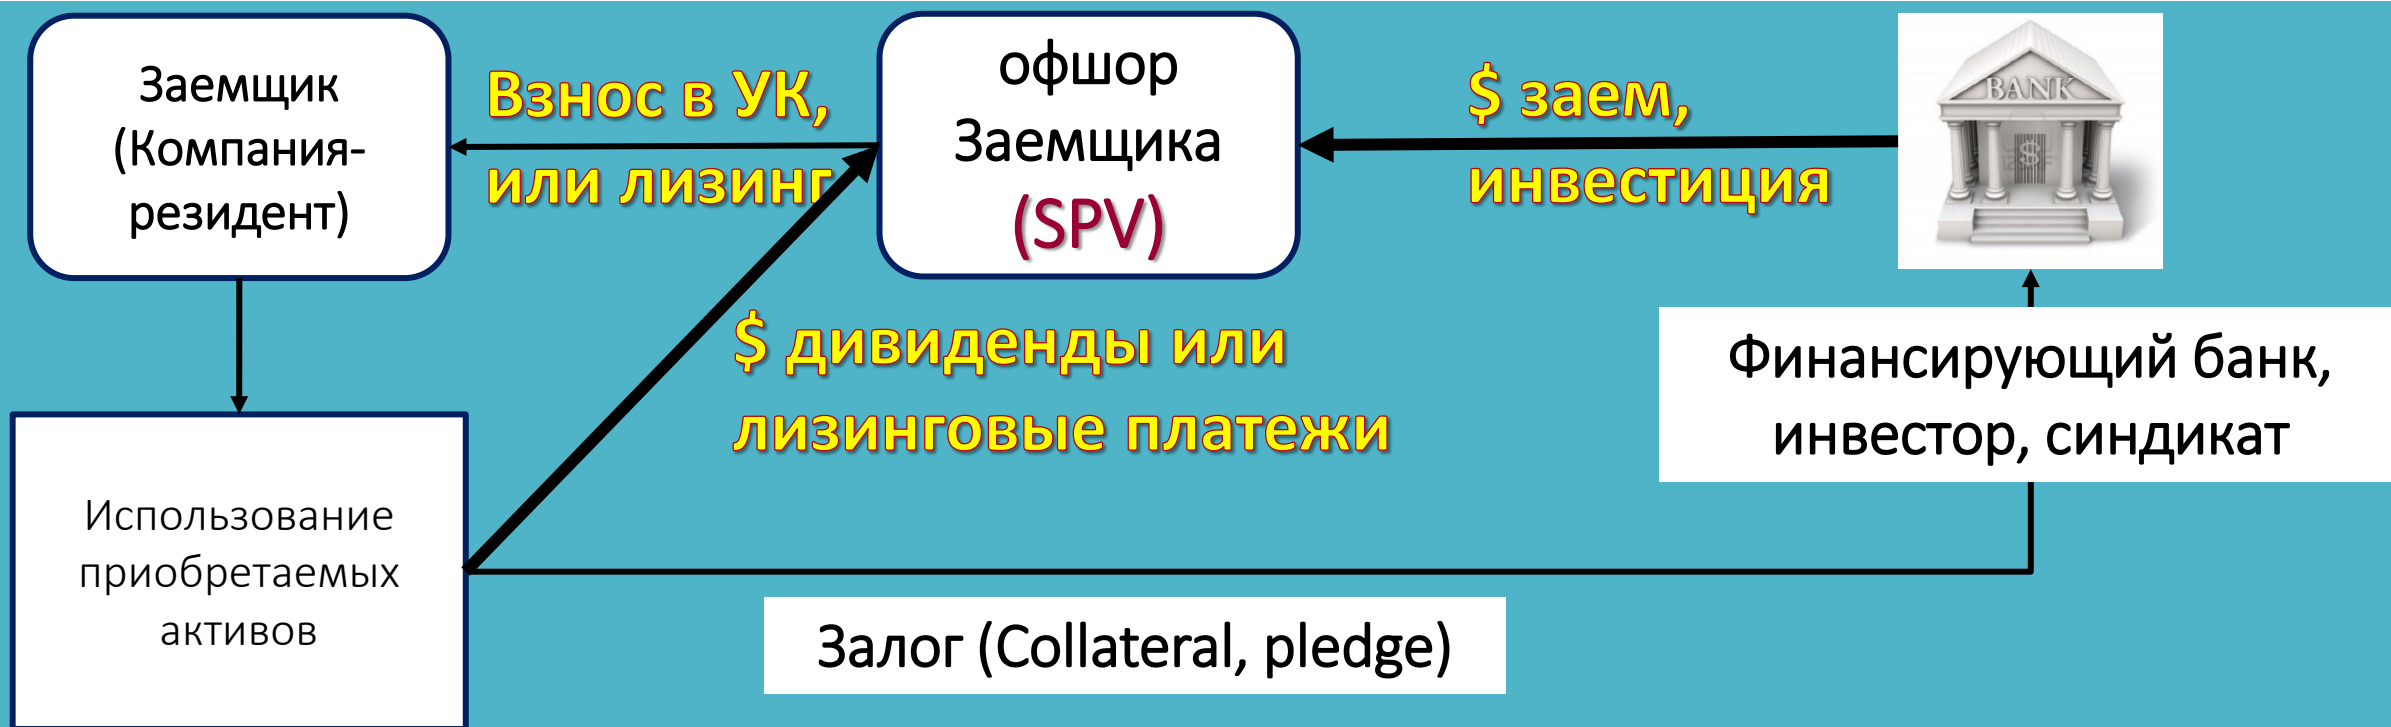 Заемщик
(Компания-
резидент)
Взнос в УК,
или лизинг
офшор
Заемщика
(SPV)
$ заем,
инвестиция
BANK
$
$ дивиденды или
лизинговые платежи
Финансирующий банк,
инвестор, синдикат
Использование
приобретаемых
активов
Залог (Collateral, pledge)